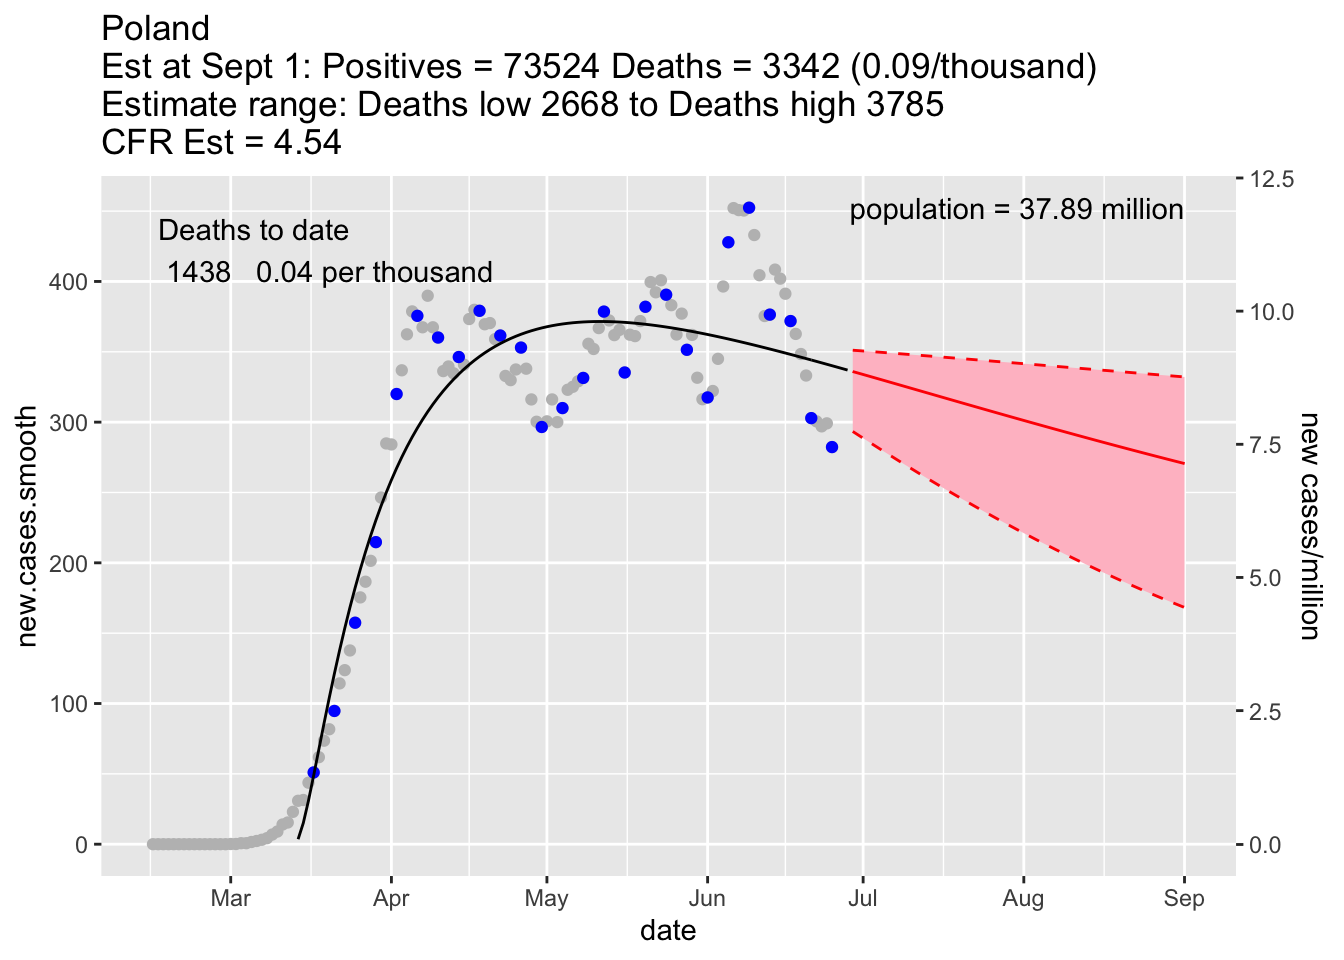 Poland
Est at Sept 1: Positives = 73524 Deaths = 3342 (0.09/thousand)
Estimate range: Deaths low 2668 to Deaths high 3785
CFR Est = 4.54
Deaths to date
1438 0.04 per thousand
population = 37.89 million
new.cases.smooth
400
300
200
100
0
12.5
10.0
7.5
5.0
2.5
0.0
new cases/million
Mar Apr May Jun Jul Aug Sep
date